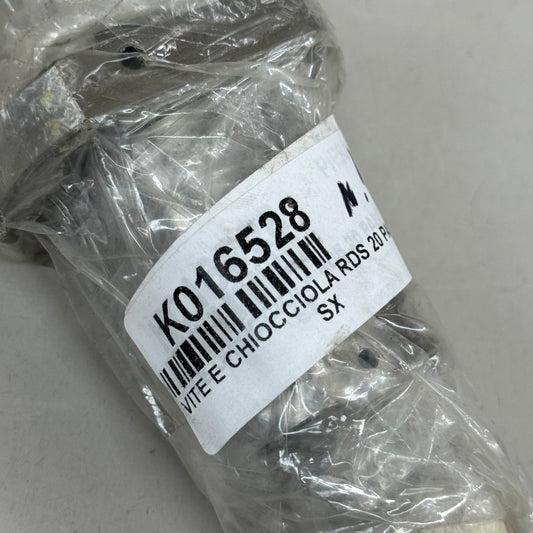 K016528
VITE E CHIOCCIOLA RDS 20
SX